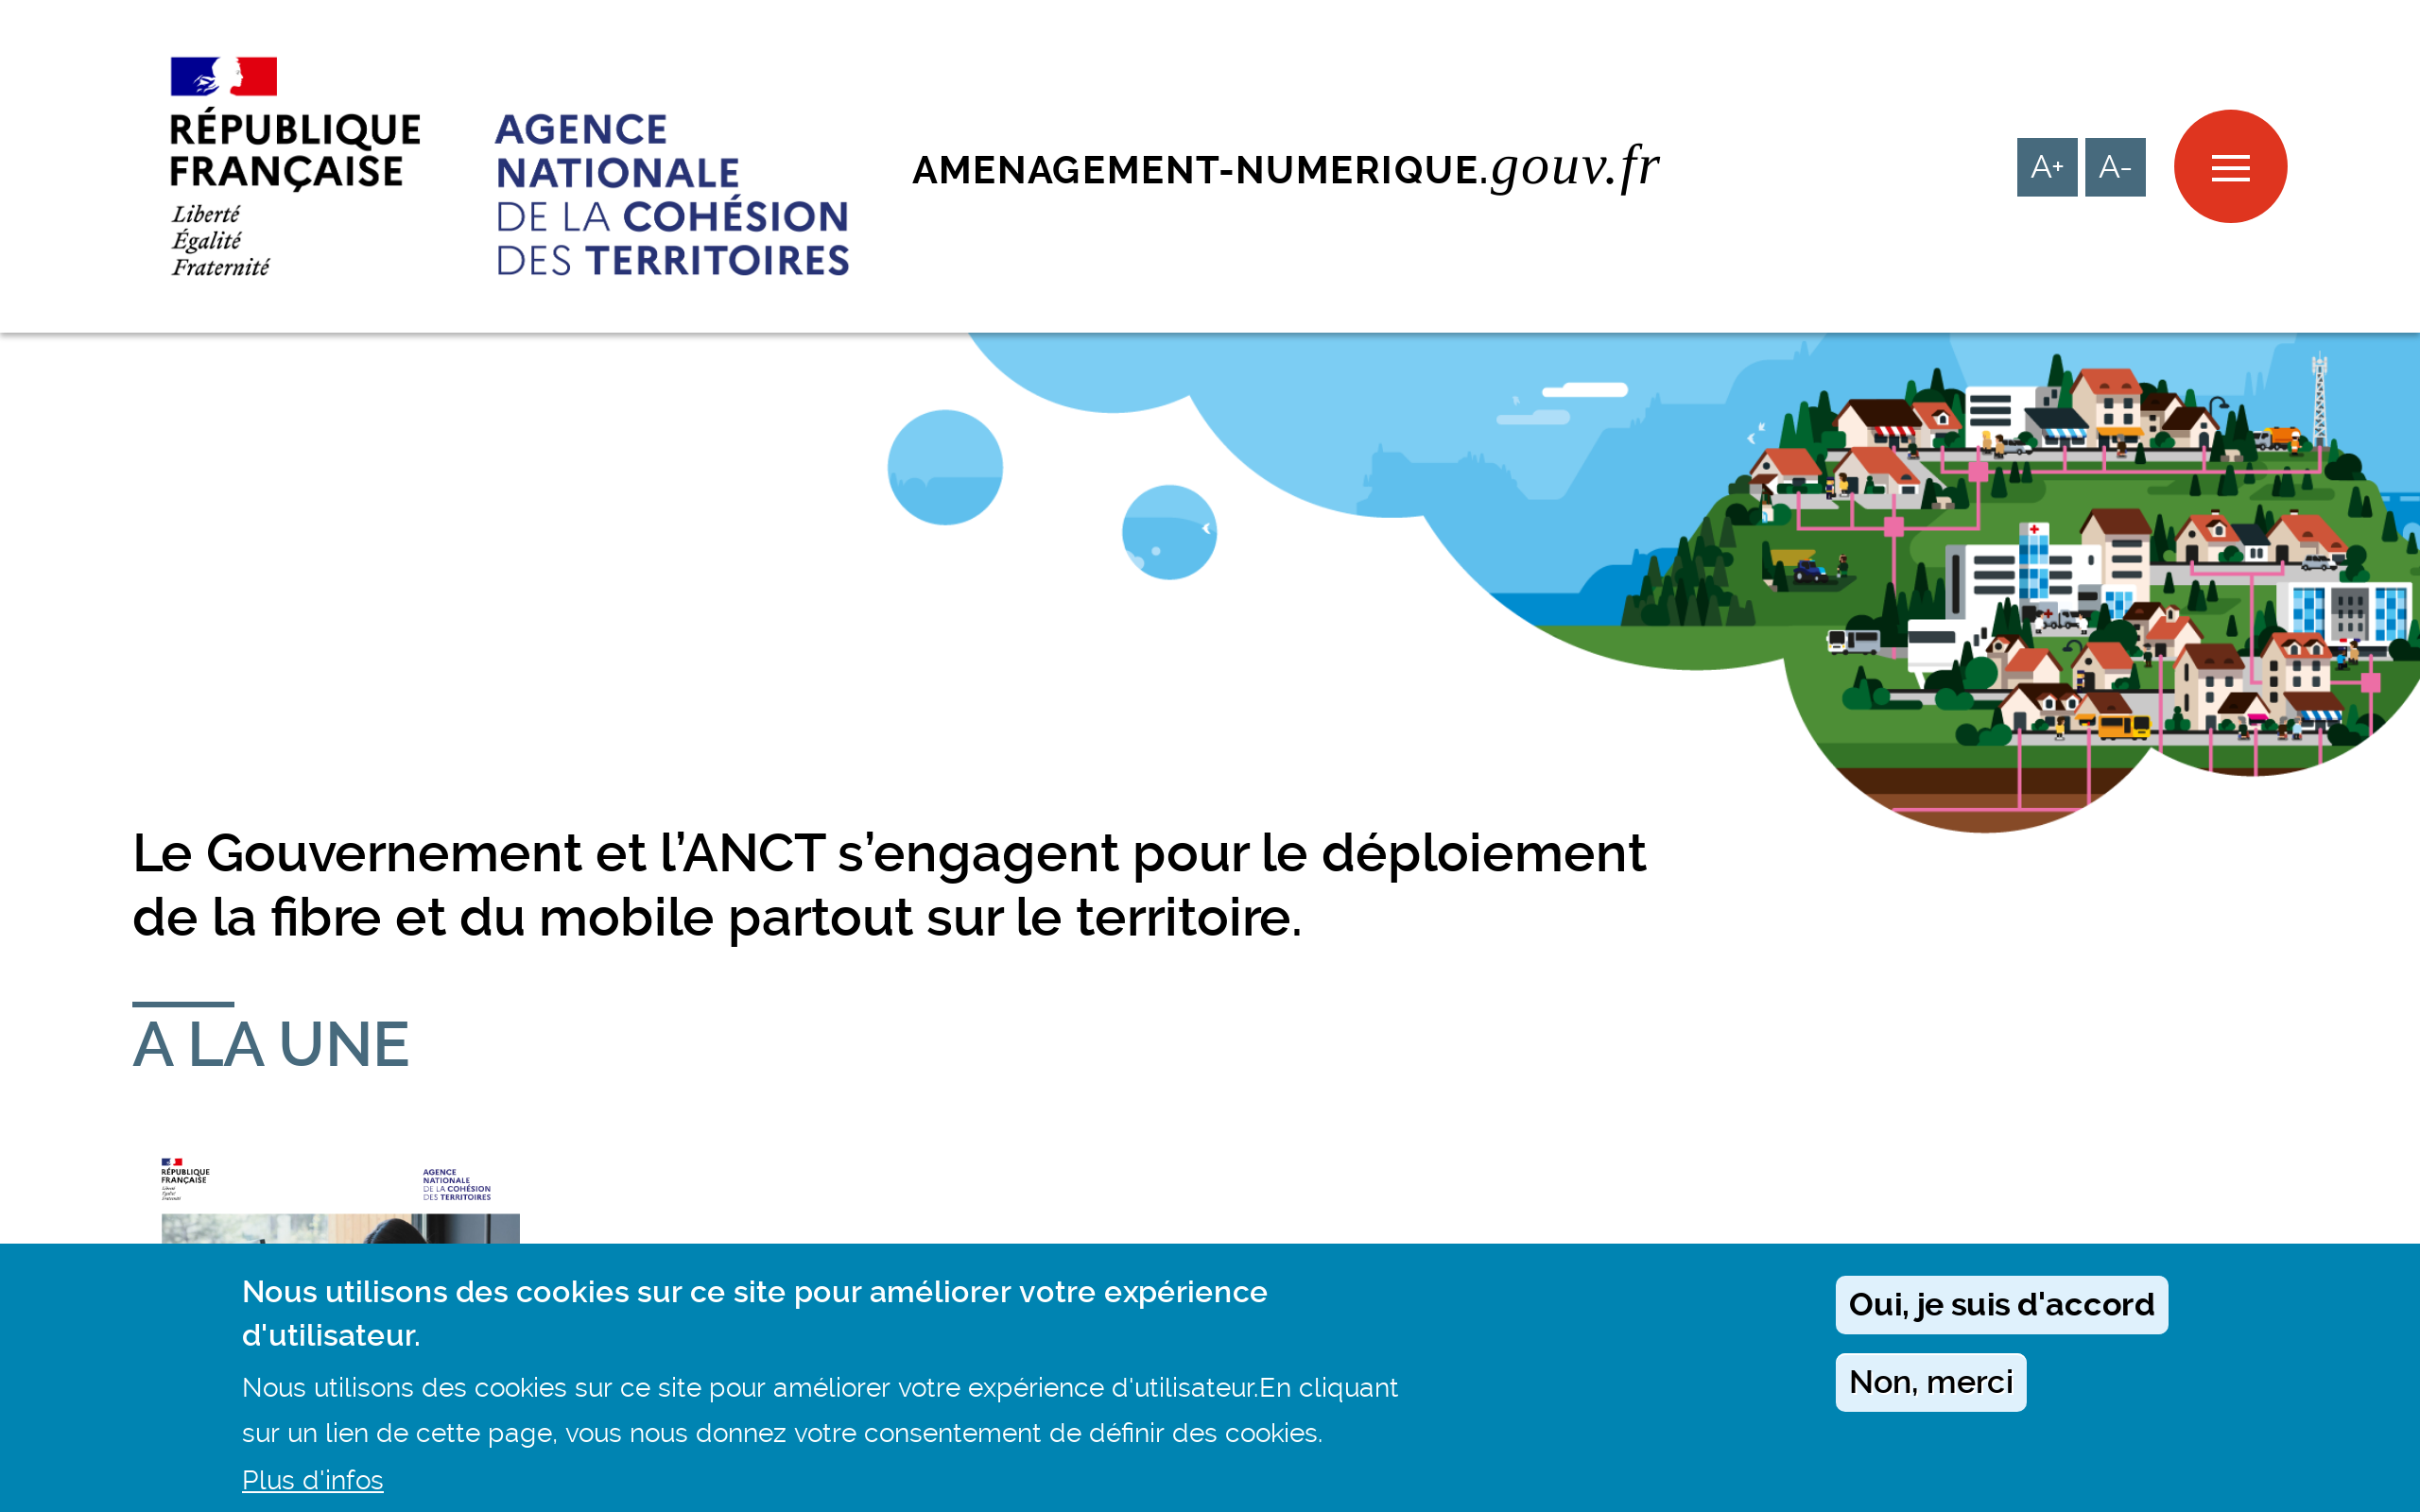 RÉPUBLIQUE
FRANÇAISE
Liberté
Égalité
Fraternité
AGENCE
NATIONALE
DE LA COHÉSION
DES TERRITOIRES
AMENAGEMENT-NUMERIQUE.gouv.fr
A+ A-
Le Gouvernement et l’ANCT s’engagent pour le déploiement
de la fibre et du mobile partout sur le territoire.
A LA UNE
RÉPUBLIQUE
FRANÇAISE
Liberté
Égalité
Fraternité
AGENCE
NATIONALE
DE LA COHÉSION
DES TERRITOIRES
Nous utilisons des cookies sur ce site pour améliorer votre expérience
d'utilisateur.
Nous utilisons des cookies sur ce site pour améliorer votre expérience d'utilisateur.En cliquant
sur un lien de cette page, vous nous donnez votre consentement de définir des cookies.
Plus d'infos
Oui, je suis d'accord
Non, merci